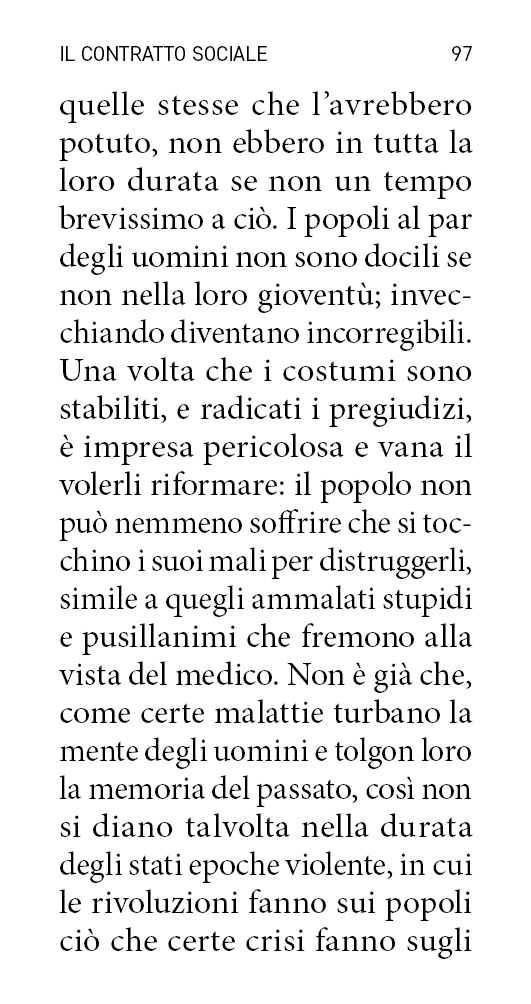 IL CONTRATTO SOCIALE 97
quelle stesse che l’avrebbero
potuto, non ebbero in tutta la
loro durata se non un tempo
brevissimo a ciò. I popoli al par
degli uomini non sono docili se
non nella loro gioventù; invec-
chiando diventano incorregibili.
Una volta che i costumi sono
stabiliti, e radicati i pregiudizi,
è impresa pericolosa e vana il
volerli riformare: il popolo non
può nemmeno soffrire che si toc-
chino i suoi mali per distruggerli,
simile a quegli ammalati stupidi
e pusillanimi che fremono alla
vista del medico. Non è già che,
come certe malattie turbano la
mente degli uomini e tolgon loro
la memoria del passato, così non
si diano talvolta nella durata
degli stati epoche violente, in cui
le rivoluzioni fanno sui popoli
ciò che certe crisi fanno sugli